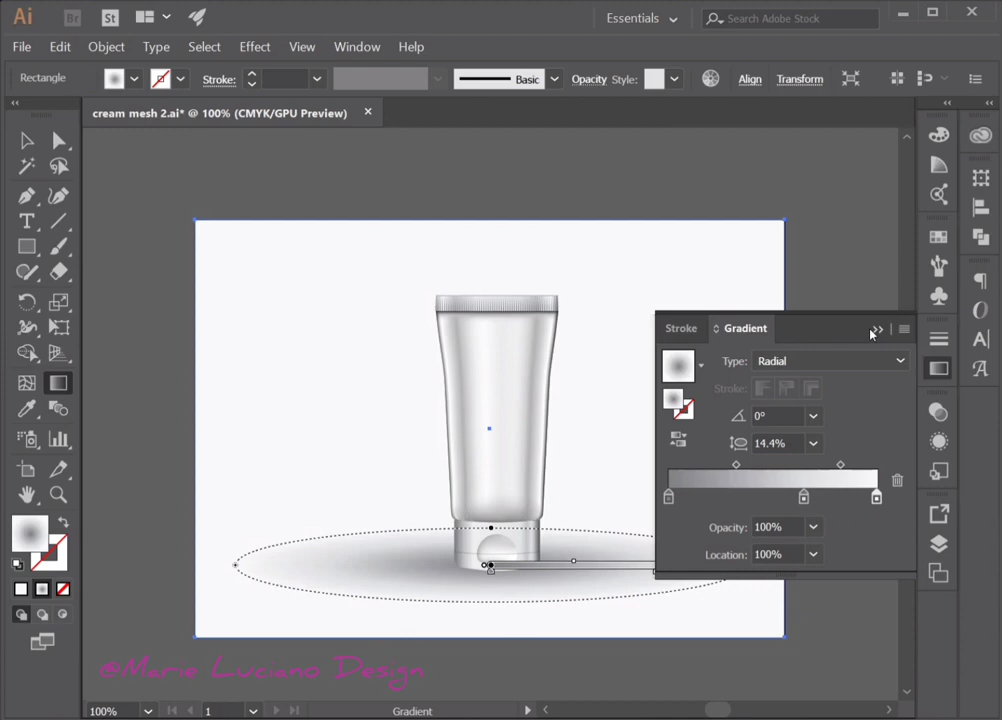 Ai Br St Essentials Search Adobe Stock
File Edit Object Type Select Effect View Window Help
Rectangle Stroke: Basic Opacity Style: Align Transform
cream mesh 2.ai* @ 100% (CMYK/GPU Preview)
Stroke Gradient
Type: Radial
Stroke:
0°
14.4%
Opacity: 100%
Location: 100%
@Marie Luciano Design
100% 1 Gradient